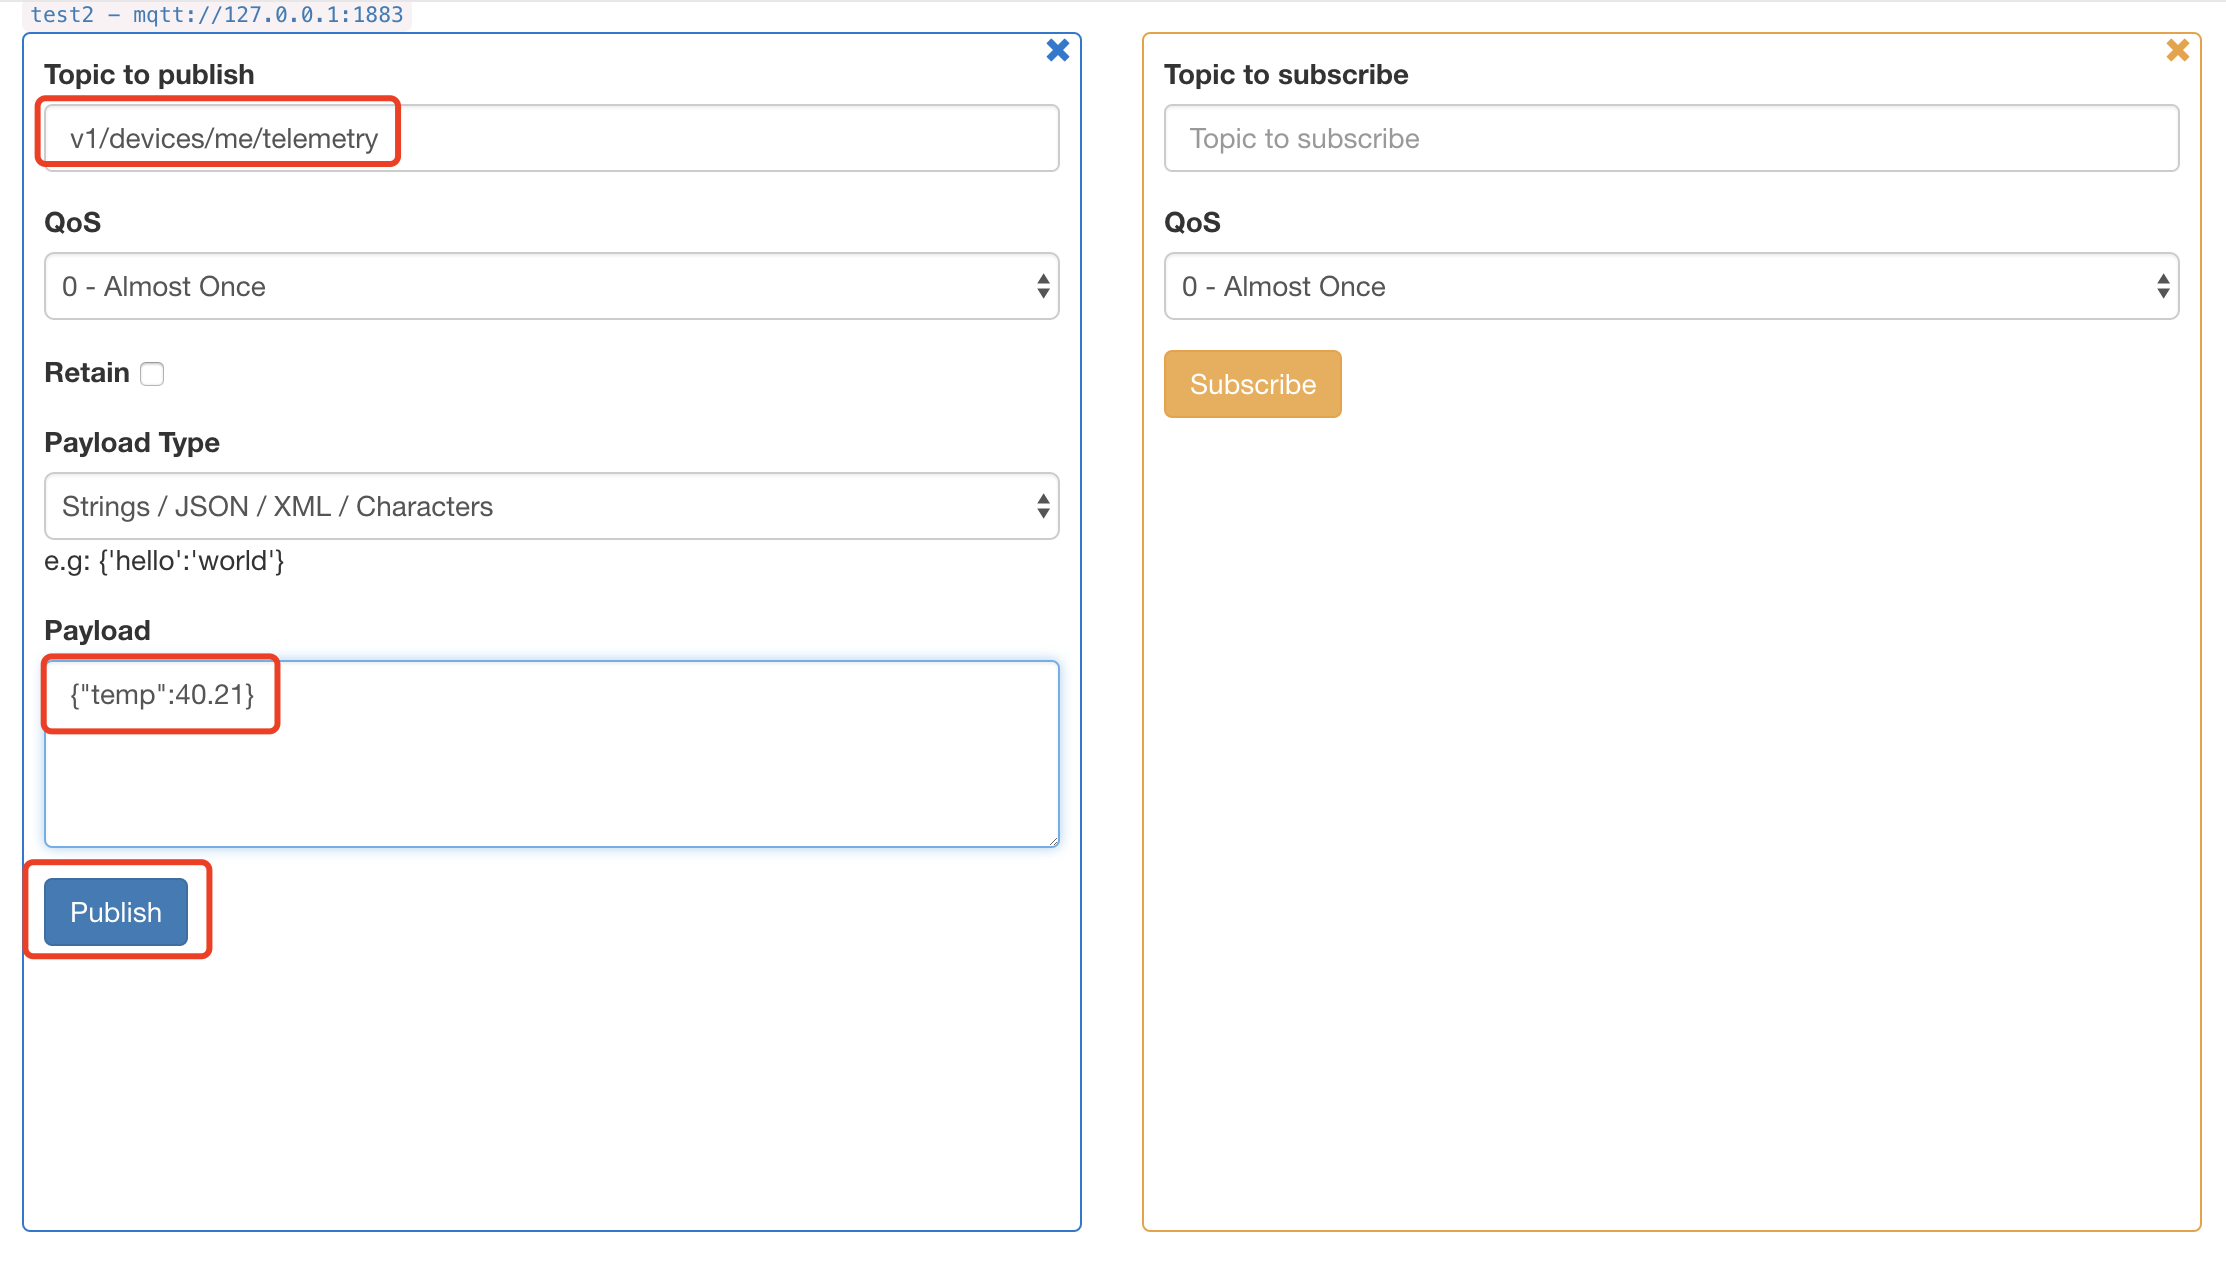 test2 - mqtt://127.0.0.1:1883
Topic to publish
v1/devices/me/telemetry
QoS
0 - Almost Once
Retain
Payload Type
Strings / JSON / XML / Characters
e.g: {'hello':'world'}
Payload
{"temp":40.21}
Publish
Topic to subscribe
Topic to subscribe
QoS
0 - Almost Once
Subscribe